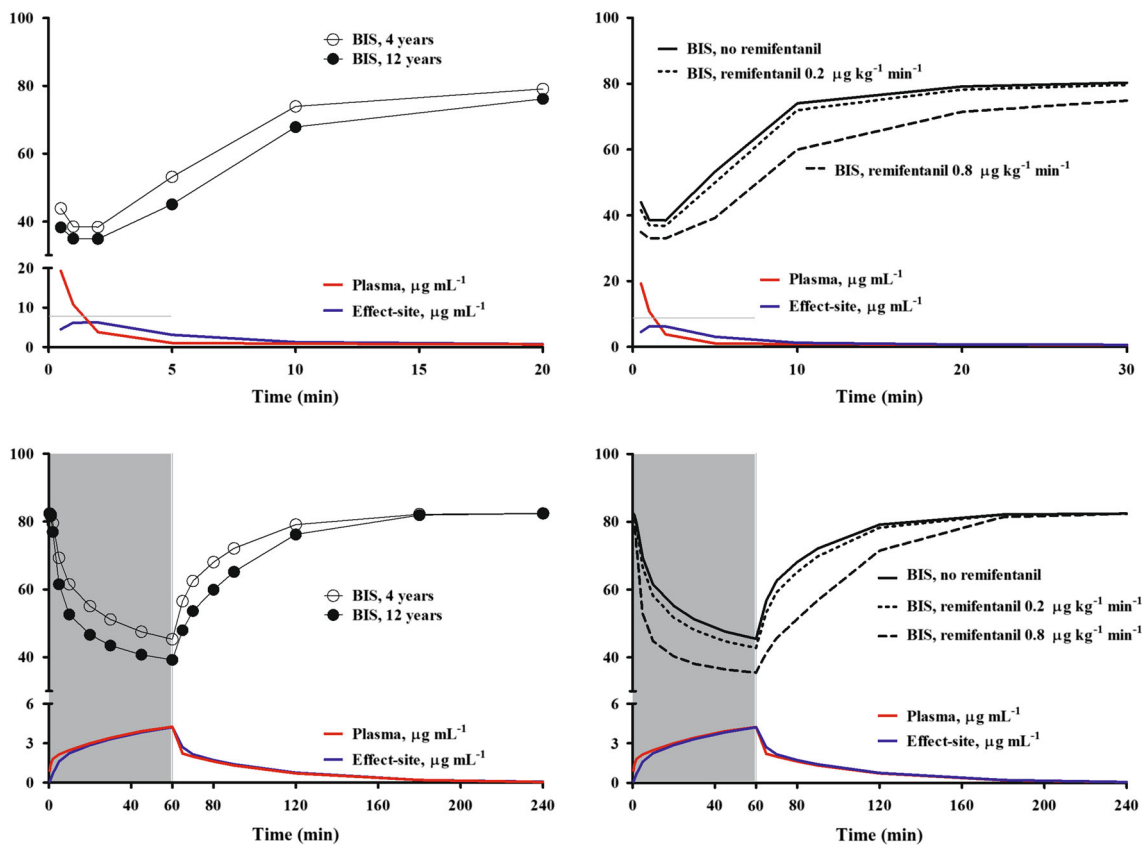 100
80
60
40
20
10
0
BIS, 4 years
BIS, 12 years
Plasma, μg mL⁻¹
Effect-site, μg mL⁻¹
0
5
10
15
20
Time (min)
100
80
60
40
20
10
0
BIS, no remifentanil
BIS, remifentanil 0.2 μg kg⁻¹ min⁻¹
BIS, remifentanil 0.8 μg kg⁻¹ min⁻¹
Plasma, μg mL⁻¹
Effect-site, μg mL⁻¹
0
10
20
30
Time (min)
100
80
60
40
6
3
0
BIS, 4 years
BIS, 12 years
Plasma, μg mL⁻¹
Effect-site, μg mL⁻¹
0
40
60
80
120
160
200
240
Time (min)
100
80
60
40
6
3
0
BIS, no remifentanil
BIS, remifentanil 0.2 μg kg⁻¹ min⁻¹
BIS, remifentanil 0.8 μg kg⁻¹ min⁻¹
Plasma, μg mL⁻¹
Effect-site, μg mL⁻¹
0
40
60
80
120
160
200
240
Time (min)